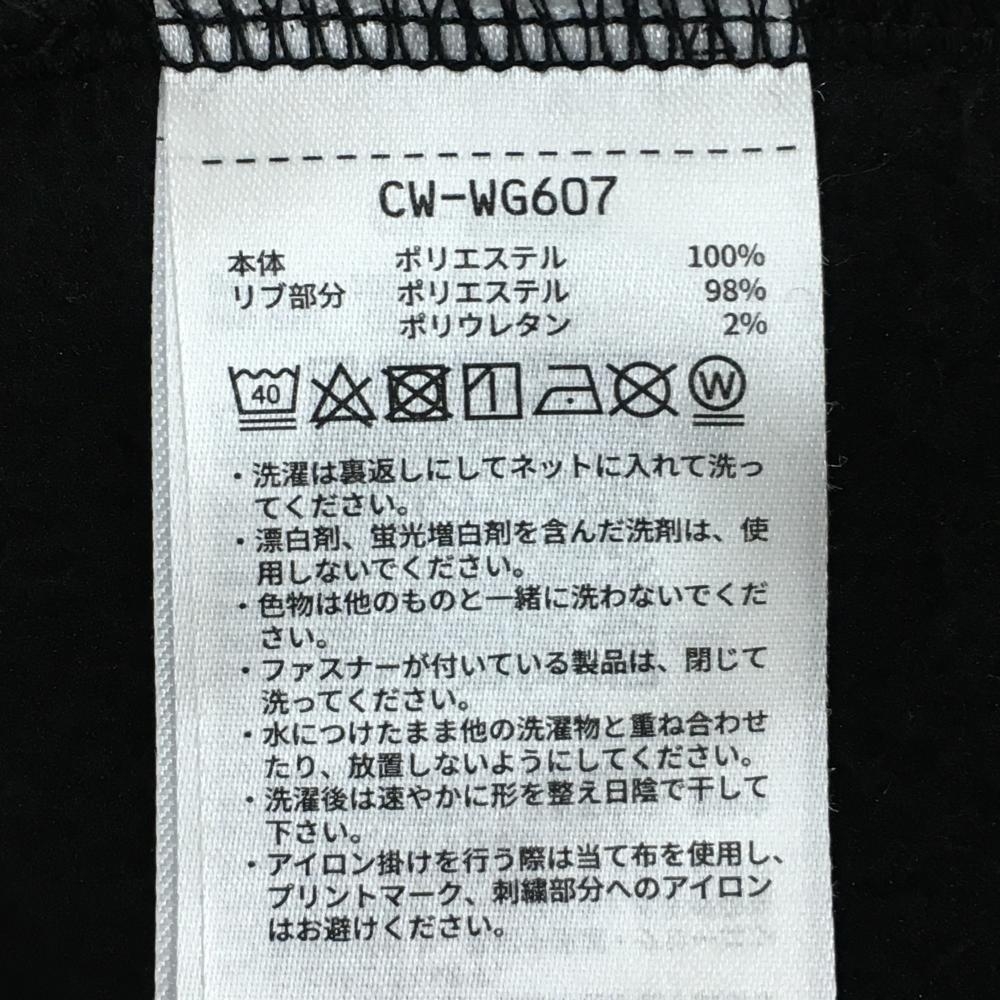 CW-WG607
本体 ポリエステル 100%
リブ部分 ポリエステル 98%
ポリウレタン 2%
40 W
・洗濯は裏返しにしてネットに入れて洗っ
てください。
・漂白剤、蛍光増白剤を含んだ洗剤は、使
用しないでください。
・色物は他のものと一緒に洗わないでくだ
さい。
・ファスナーが付いている製品は、閉じて
洗ってください。
・水につけたまま他の洗濯物と重ね合わせ
たり、放置しないようにしてください。
・洗濯後は速やかに形を整え日陰で干して
下さい。
・アイロン掛けを行う際は当て布を使用し、
プリントマーク、刺繍部分へのアイロン
はお避けください。